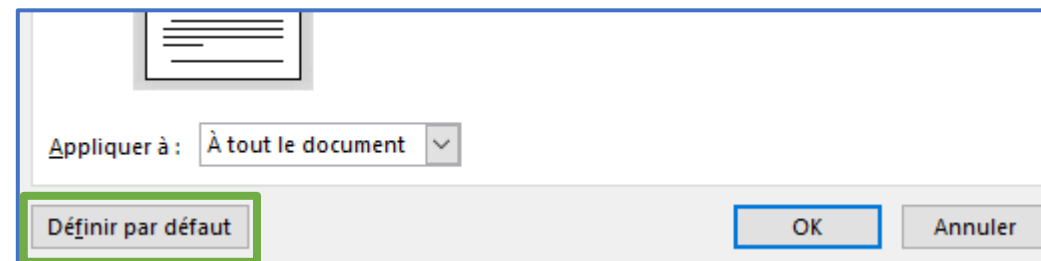 Appliquer à : À tout le document
Définir par défaut OK Annuler